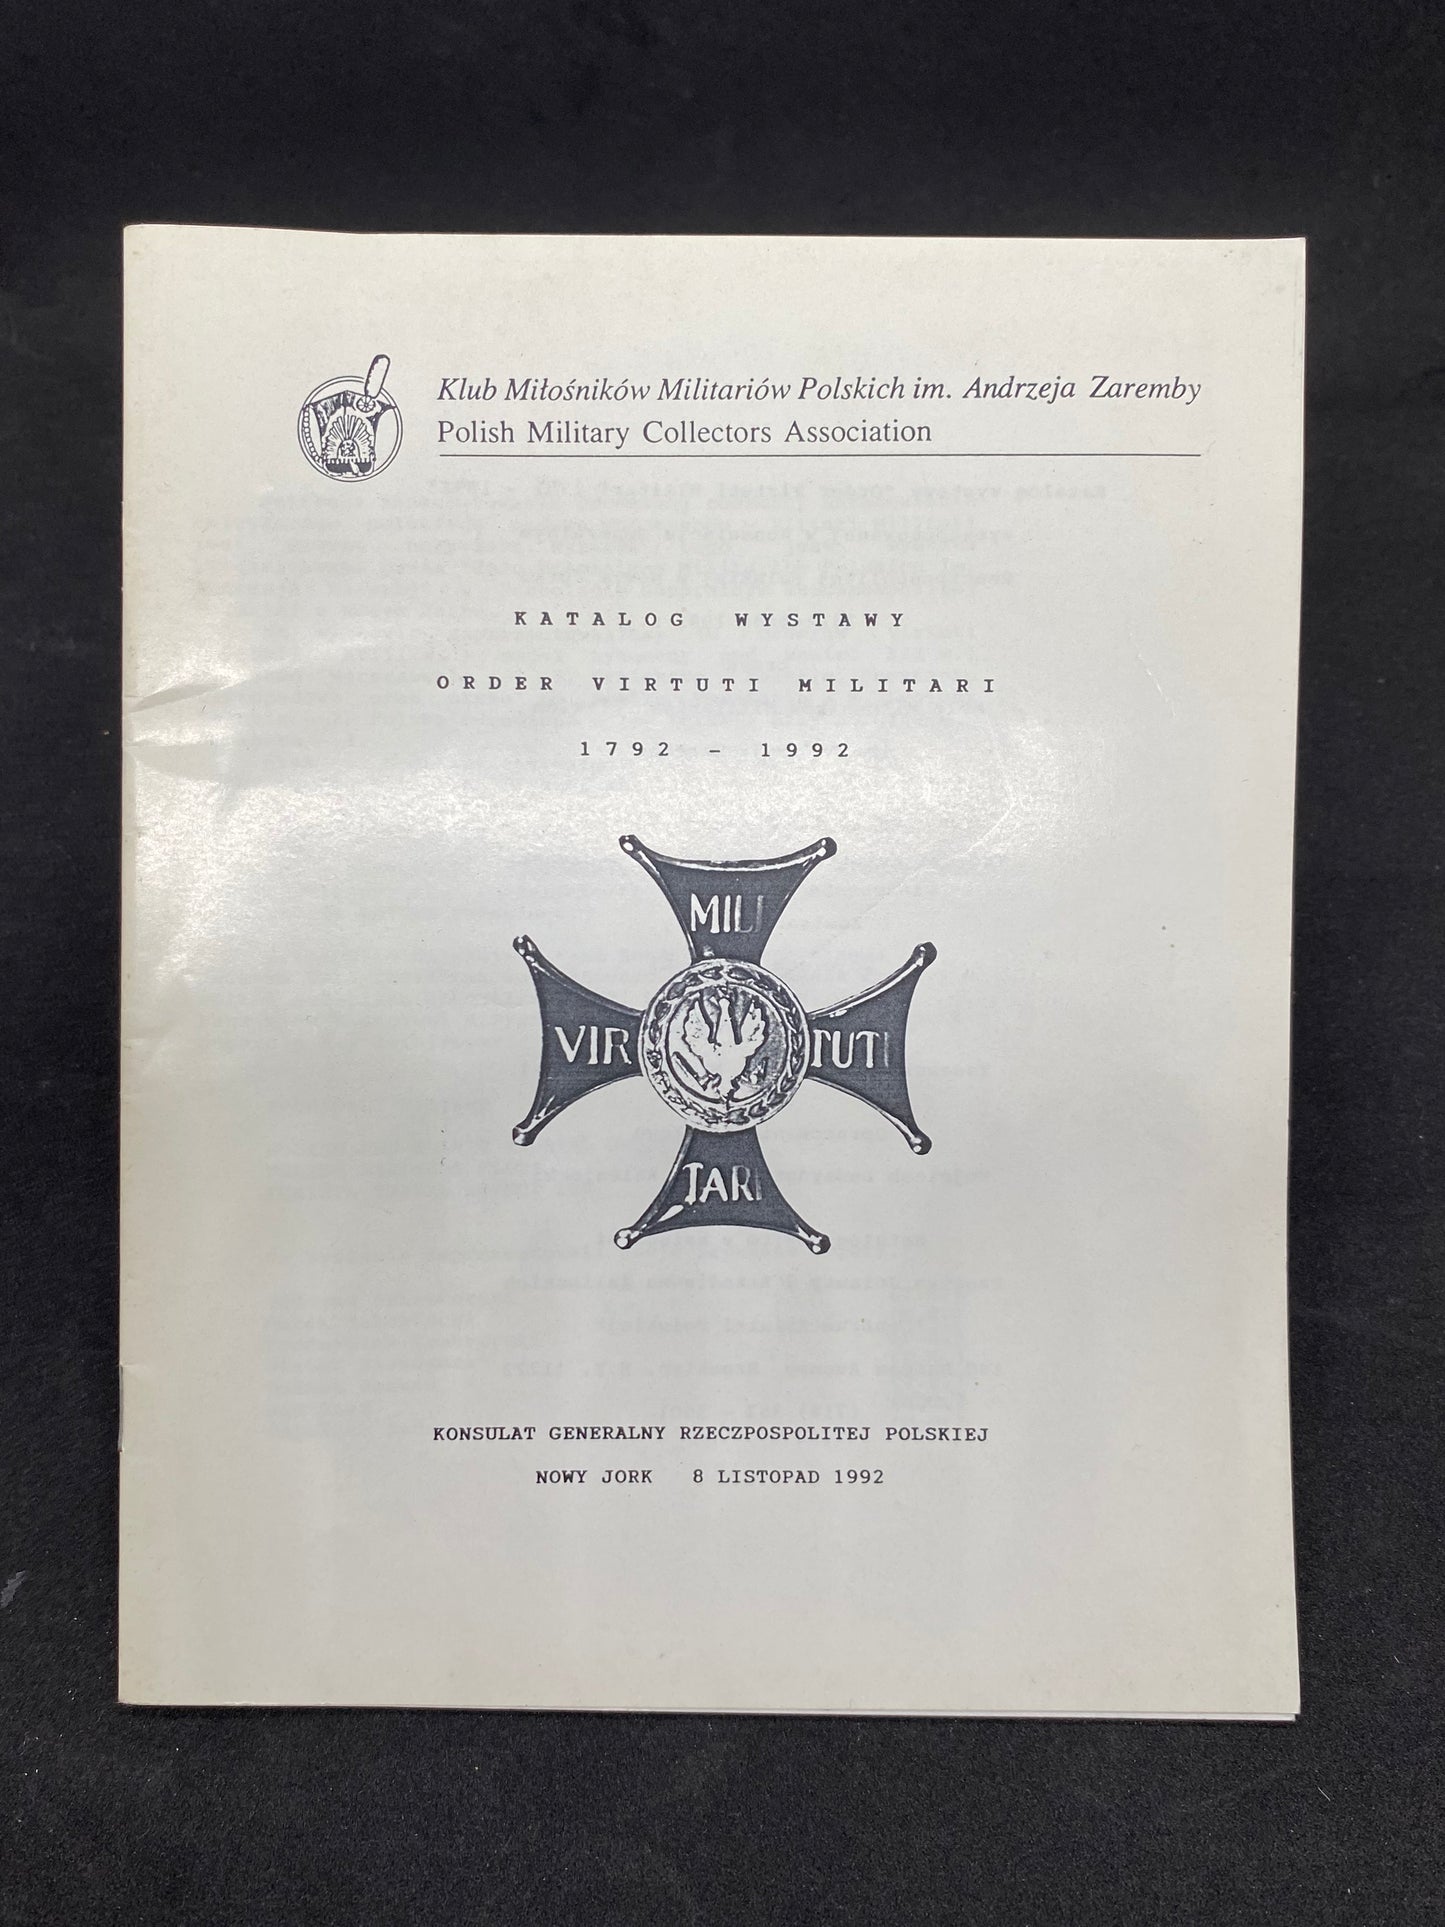 Klub Miłośników Militariów Polskich im. Andrzeja Zaremby
Polish Military Collectors Association
KATALOG WYSTAWY
ORDER VIRTUTI MILITARI
1792 - 1992
MILI
VIR TUTI
TARI
KONSULAT GENERALNY RZECZPOSPOLITEJ POLSKIEJ
NOWY JORK 8 LISTOPAD 1992